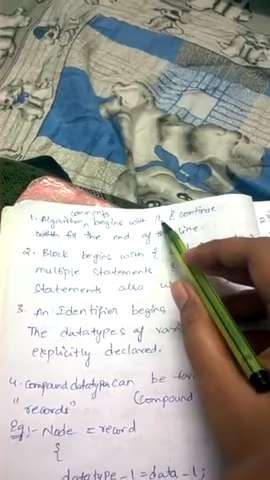 comments
1. Algorithm begins with // & continue
till the end of line.
2. Block begins with {
multiple statements &
Statements also
3. An Identifier begins
The datatypes of
explicitly declared.
4. Compound datatypes can be
"records" (compound
Eg:- Node = record
{
datatype - 1 = data - 1;